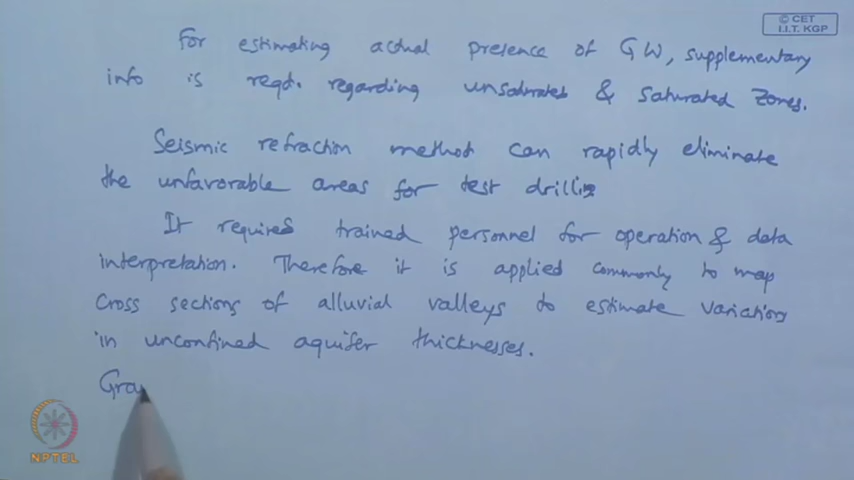 © CET
I.I.T. KGP
For estimating actual presence of GW, supplementary
info is reqd. regarding unsaturated & saturated zones.
Seismic refraction method can rapidly eliminate
the unfavorable areas for test drilling
It requires trained personnel for operation & data
interpretation. Therefore it is applied commonly to map
cross sections of alluvial valleys to estimate variations
in unconfined aquifer thicknesses.
Gra
NPTEL